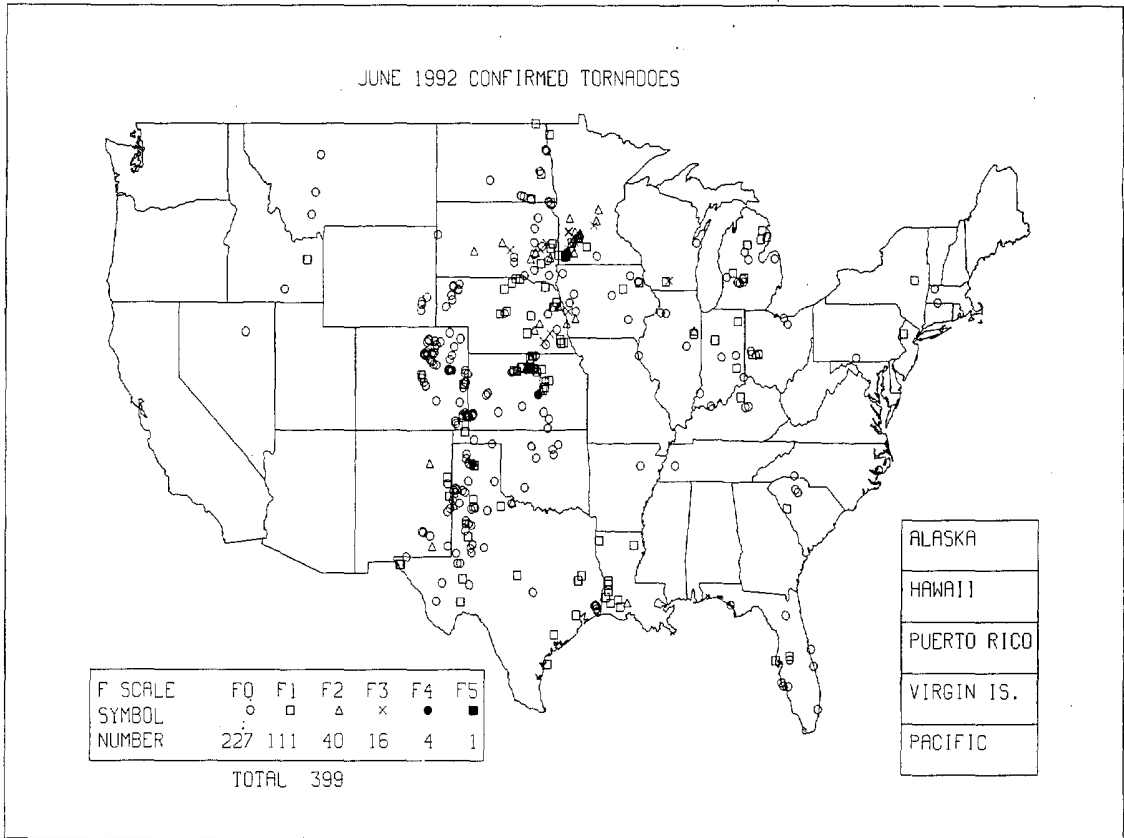 JUNE 1992 CONFIRMED TORNADOES
ALASKA
HAWAII
PUERTO RICO
VIRGIN IS.
PACIFIC
F SCALE F0 F1 F2 F3 F4 F5
SYMBOL ○ □ △ × ● ■
NUMBER 227 111 40 16 4 1
TOTAL 399